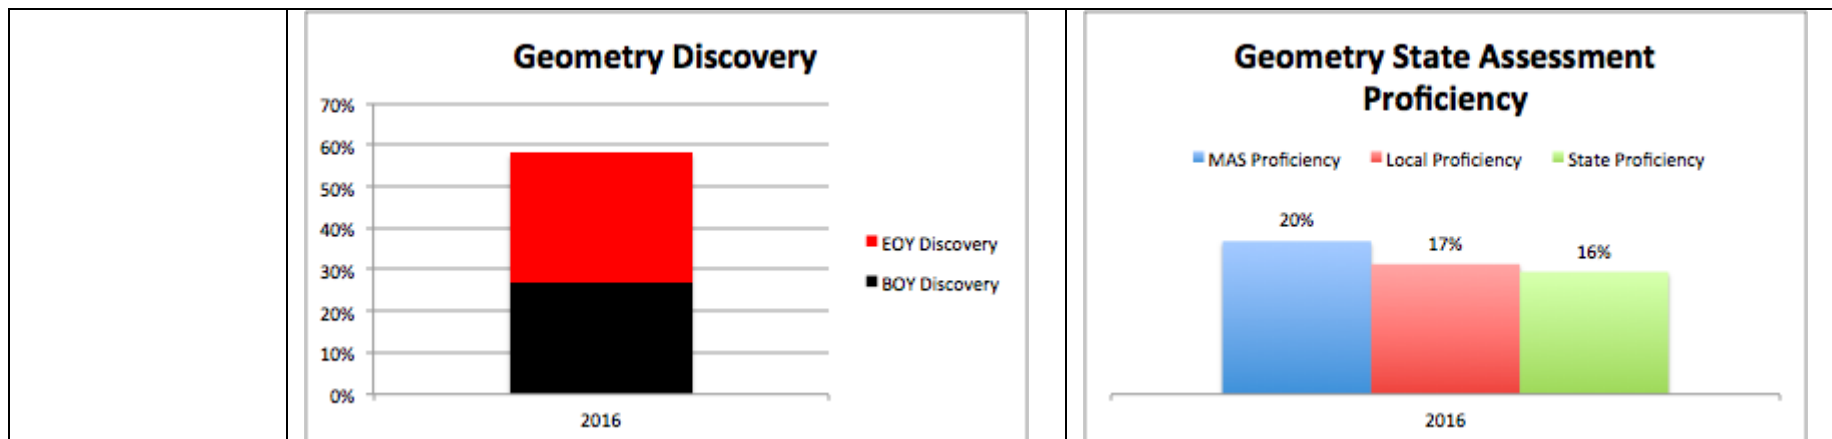 Geometry Discovery
70%
60%
50%
40%
30%
20%
10%
0%
2016
EOY Discovery
BOY Discovery
Geometry State Assessment
Proficiency
MAS Proficiency Local Proficiency State Proficiency
20%
17%
16%
2016